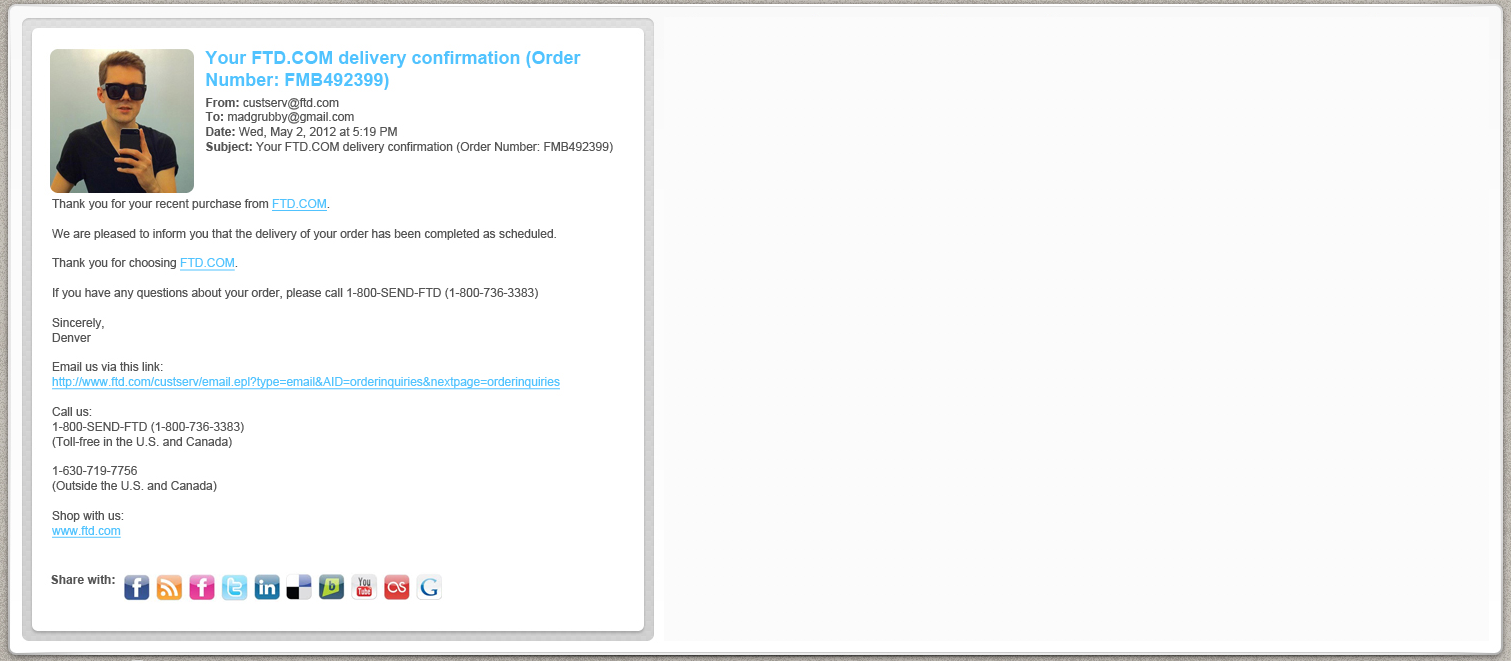 Your FTD.COM delivery confirmation (Order
Number: FMB492399)
From: custserv@ftd.com
To: madgrubby@gmail.com
Date: Wed, May 2, 2012 at 5:19 PM
Subject: Your FTD.COM delivery confirmation (Order Number: FMB492399)
Thank you for your recent purchase from FTD.COM.
We are pleased to inform you that the delivery of your order has been completed as scheduled.
Thank you for choosing FTD.COM.
If you have any questions about your order, please call 1-800-SEND-FTD (1-800-736-3383)
Sincerely,
Denver
Email us via this link:
http://www.ftd.com/custserv/email.epl?type=email&AID=orderinquiries&nextpage=orderinquiries
Call us:
1-800-SEND-FTD (1-800-736-3383)
(Toll-free in the U.S. and Canada)
1-630-719-7756
(Outside the U.S. and Canada)
Shop with us:
www.ftd.com
Share with: f f t in b You Tube os G